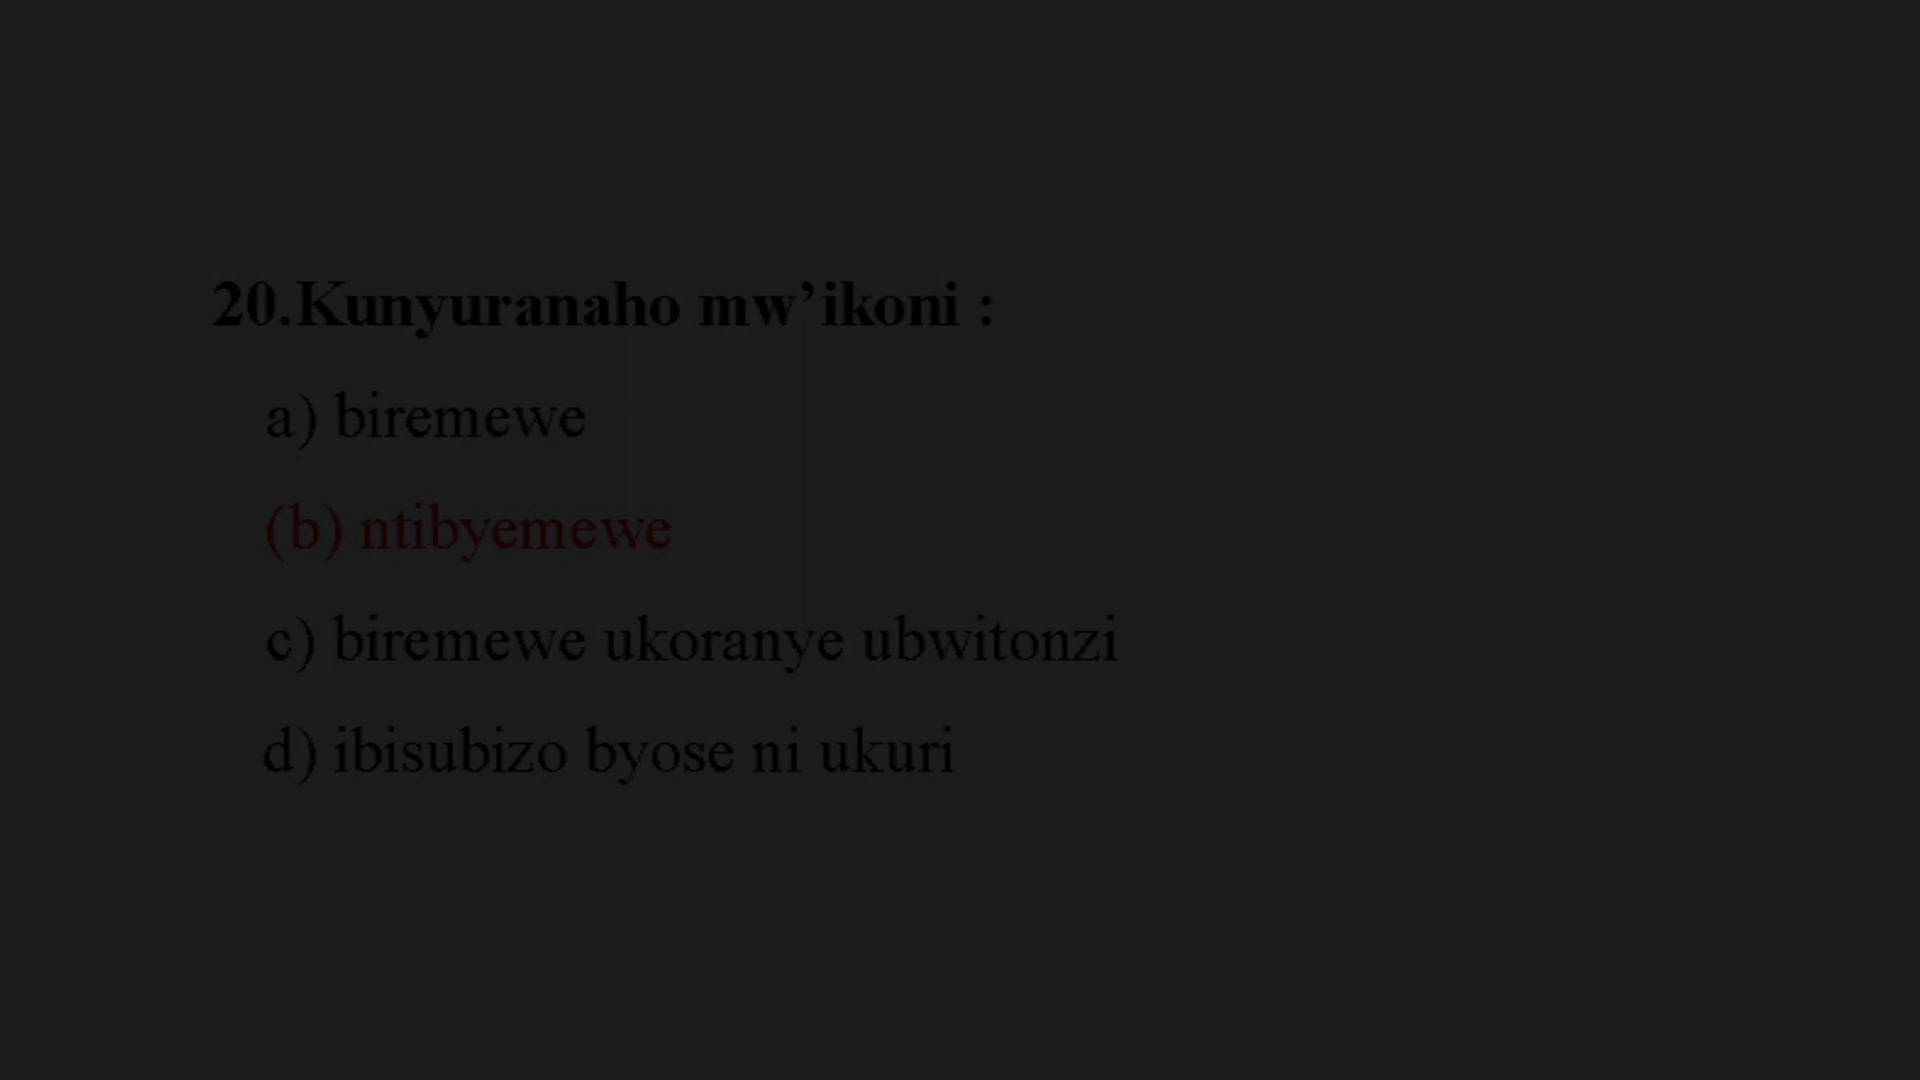 20.Kunyuranaho mw’ikoni :
a) biremewe
(b) ntibyemewe
c) biremewe ukoranye ubwitonzi
d) ibisubizo byose ni ukuri